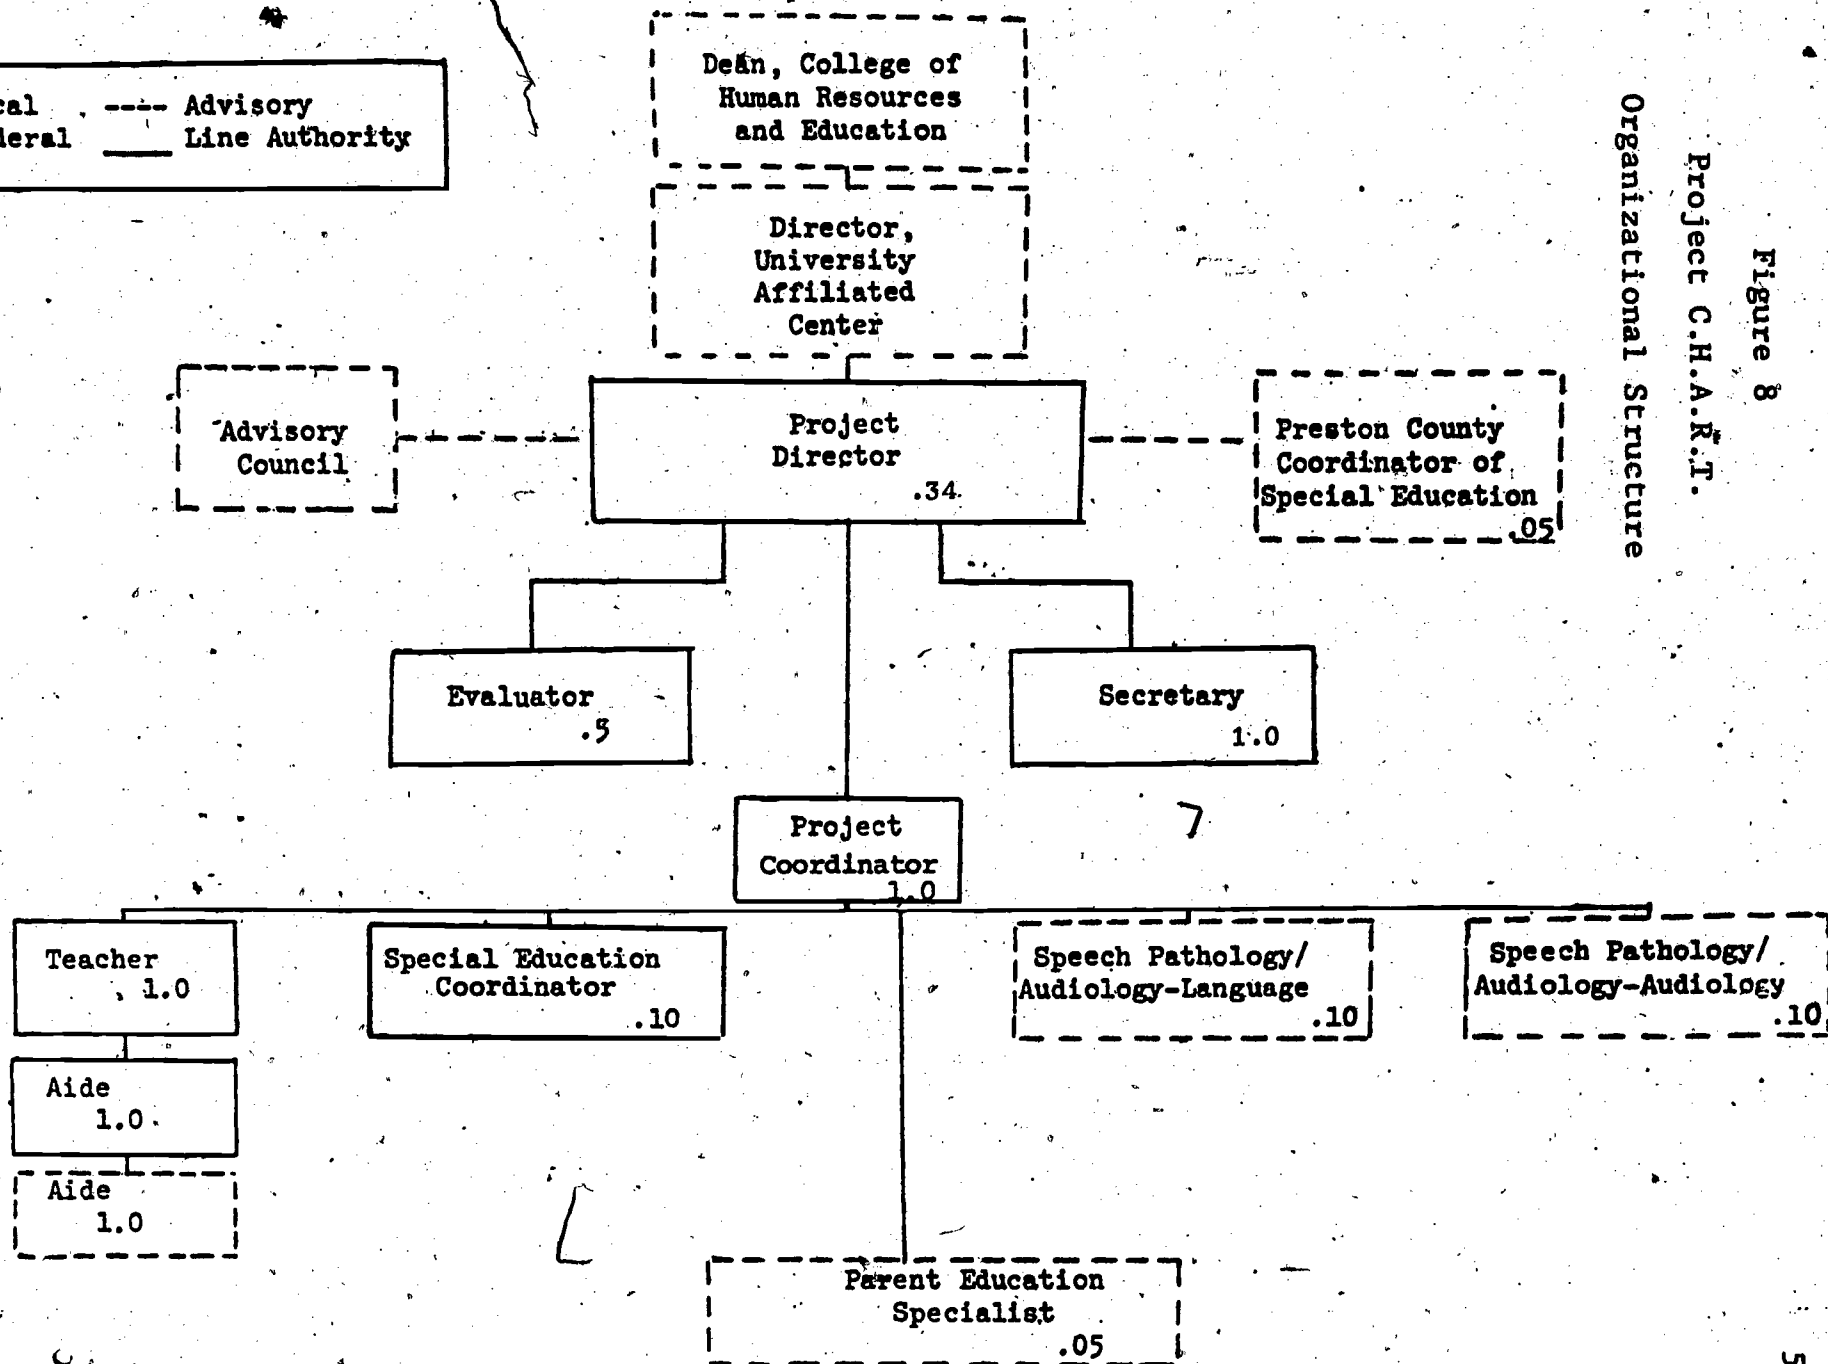 Figure 8
Project C.H.A.R.T.
Organizational Structure
cal ---- Advisory
deral ____ Line Authority
Dean, College of
Human Resources
and Education
Director,
University
Affiliated
Center
Advisory
Council
Project
Director
.34
Preston County
Coordinator of
Special Education
.05
Evaluator
.5
Secretary
1.0
Project
Coordinator
1.0
Teacher
1.0
Special Education
Coordinator
.10
Speech Pathology/
Audiology-Language
.10
Speech Pathology/
Audiology-Audiology
.10
Aide
1.0
Aide
1.0
Parent Education
Specialist
.05
5